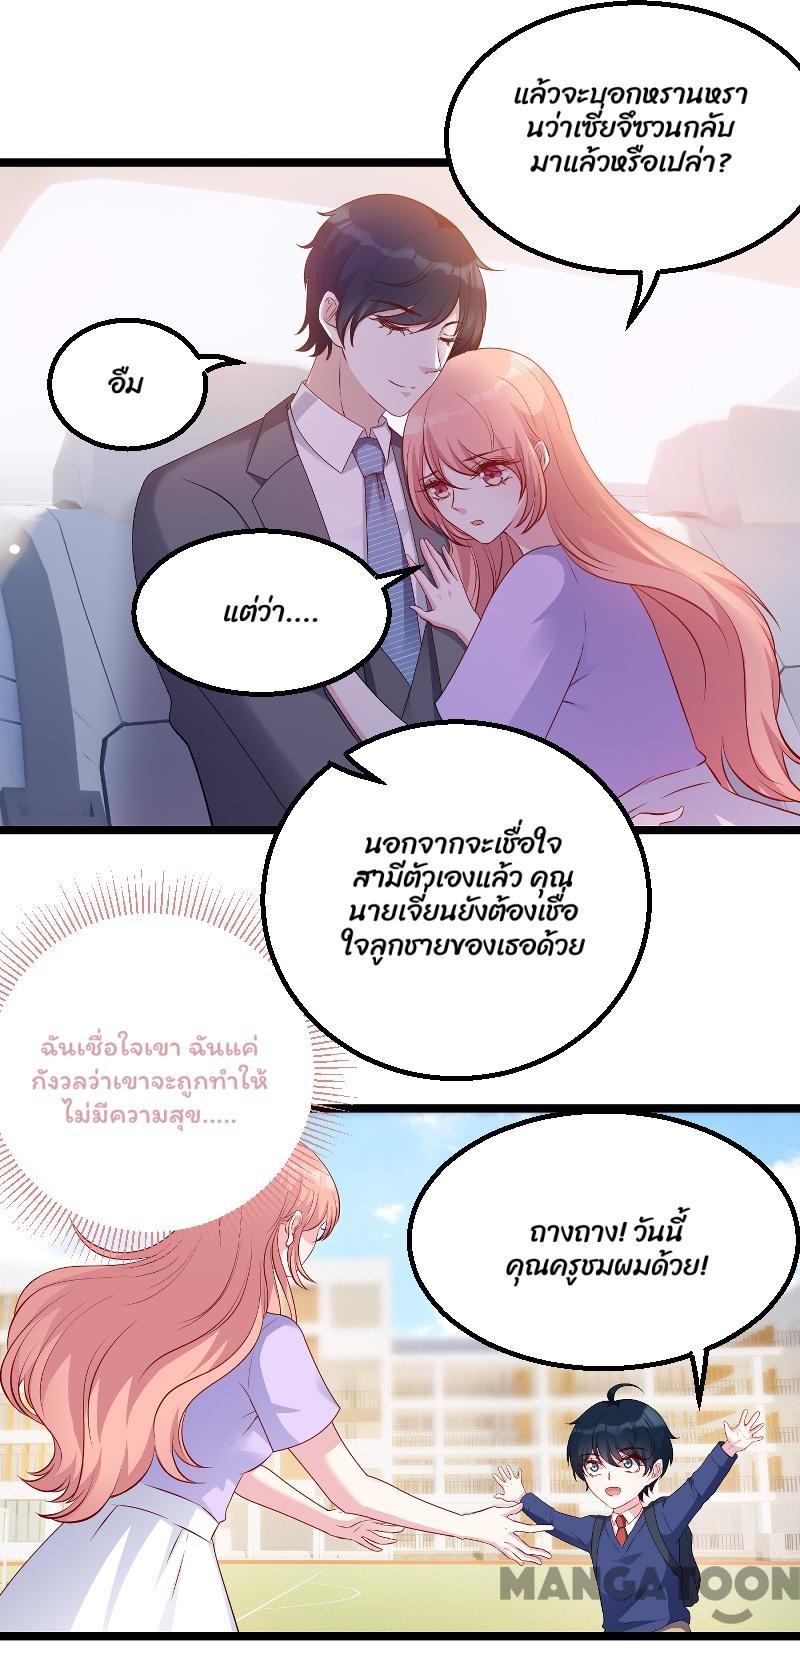 แล้วจะบอกหรานหรา
นว่าเซี่ยจึซวนกลับ
มาแล้วหรือเปล่า?
อืม
แต่ว่า....
นอกจากจะเชื่อใจ
สามีตัวเองแล้ว คุณ
นายเจี่ยนยังต้องเชื่อ
ใจลูกชายของเธอด้วย
ฉันเชื่อใจเขา ฉันแค่
กังวลว่าเขาจะถูกทำให้
ไม่มีความสุข.....
ถางถาง! วันนี้
คุณครูชมผมด้วย!
MANGATOON